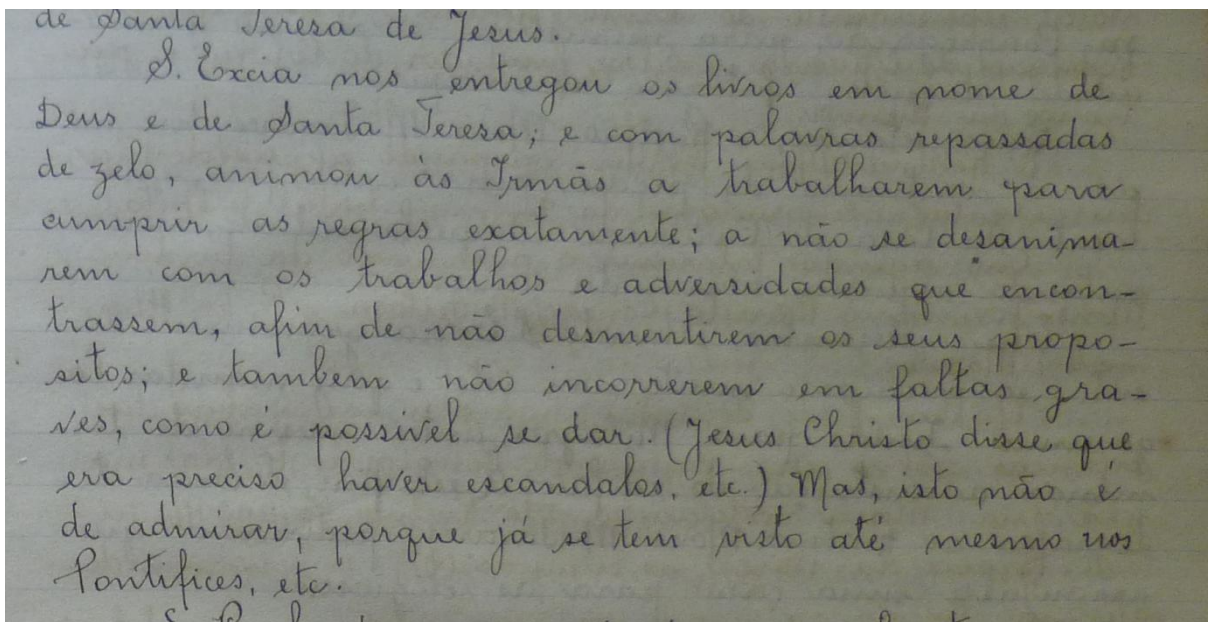 de Santa Teresa de Jesus.
S. Excia nos entregou os livros em nome de
Deus e de Santa Teresa; e com palavras repassadas
de zelo, animou às Irmãs a trabalharem para
cumprir as regras exatamente; a não se desanima-
rem com os trabalhos e adversidades que encon-
trassem, afim de não desmentirem os seus propo-
sitos; e tambem não incorrerem em faltas gra-
ves, como é possivel se dar. (Jesus Christo disse que
era preciso haver escandalos, etc.) Mas, isto não é
de admirar, porque já se tem visto até mesmo nos
Pontifices, etc.